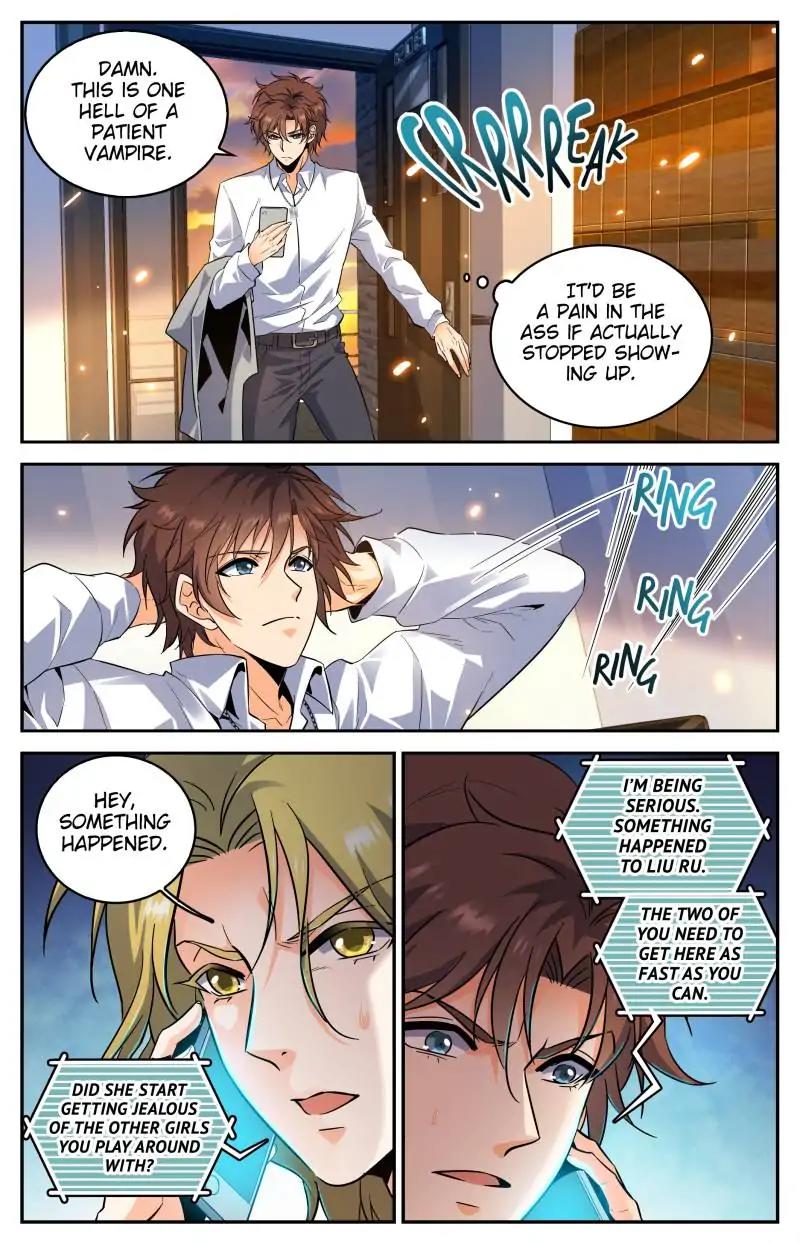 DAMN.
THIS IS ONE
HELL OF A
PATIENT
VAMPIRE.
CRRRREAK
IT'D BE
A PAIN IN THE
ASS IF ACTUALLY
STOPPED SHOW-
ING UP.
RING
RING
RING
HEY,
SOMETHING
HAPPENED.
DID SHE START
GETTING JEALOUS
OF THE OTHER GIRLS
YOU PLAY AROUND
WITH?
I'M BEING
SERIOUS.
SOMETHING
HAPPENED
TO LIU RU.
THE TWO OF
YOU NEED TO
GET HERE AS
FAST AS YOU
CAN.